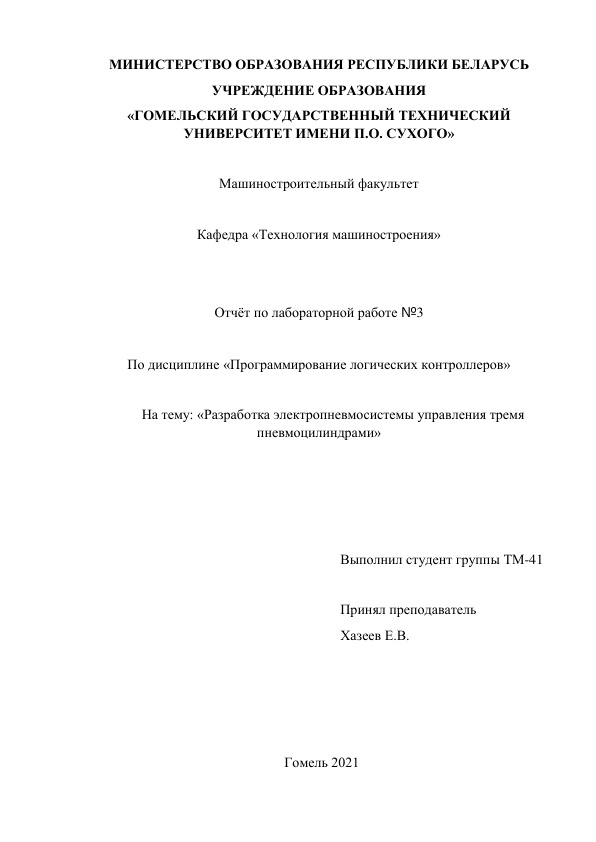 МИНИСТЕРСТВО ОБРАЗОВАНИЯ РЕСПУБЛИКИ БЕЛАРУСЬ
УЧРЕЖДЕНИЕ ОБРАЗОВАНИЯ
«ГОМЕЛЬСКИЙ ГОСУДАРСТВЕННЫЙ ТЕХНИЧЕСКИЙ
УНИВЕРСИТЕТ ИМЕНИ П.О. СУХОГО»
Машиностроительный факультет
Кафедра «Технология машиностроения»
Отчёт по лабораторной работе №3
По дисциплине «Программирование логических контроллеров»
На тему: «Разработка электропневмосистемы управления тремя
пневмоцилиндрами»
Выполнил студент группы ТМ-41
Принял преподаватель
Хазеев Е.В.
Гомель 2021